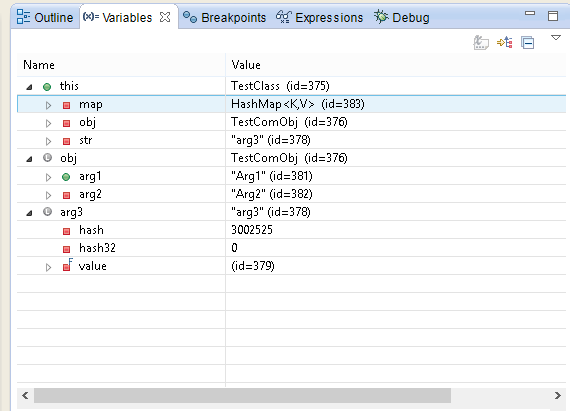 Outline (x)= Variables Breakpoints Expressions Debug
Name Value
this TestClass (id=375)
map HashMap<K,V> (id=383)
obj TestComObj (id=376)
str "arg3" (id=378)
obj TestComObj (id=376)
arg1 "Arg1" (id=381)
arg2 "Arg2" (id=382)
arg3 "arg3" (id=378)
hash 3002525
hash32 0
F value (id=379)